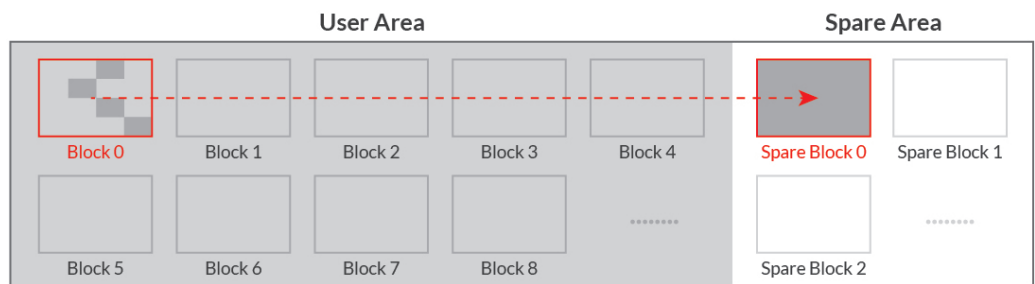 User Area
Spare Area
Block 0
Block 1
Block 2
Block 3
Block 4
Spare Block 0
Spare Block 1
Block 5
Block 6
Block 7
Block 8
Spare Block 2